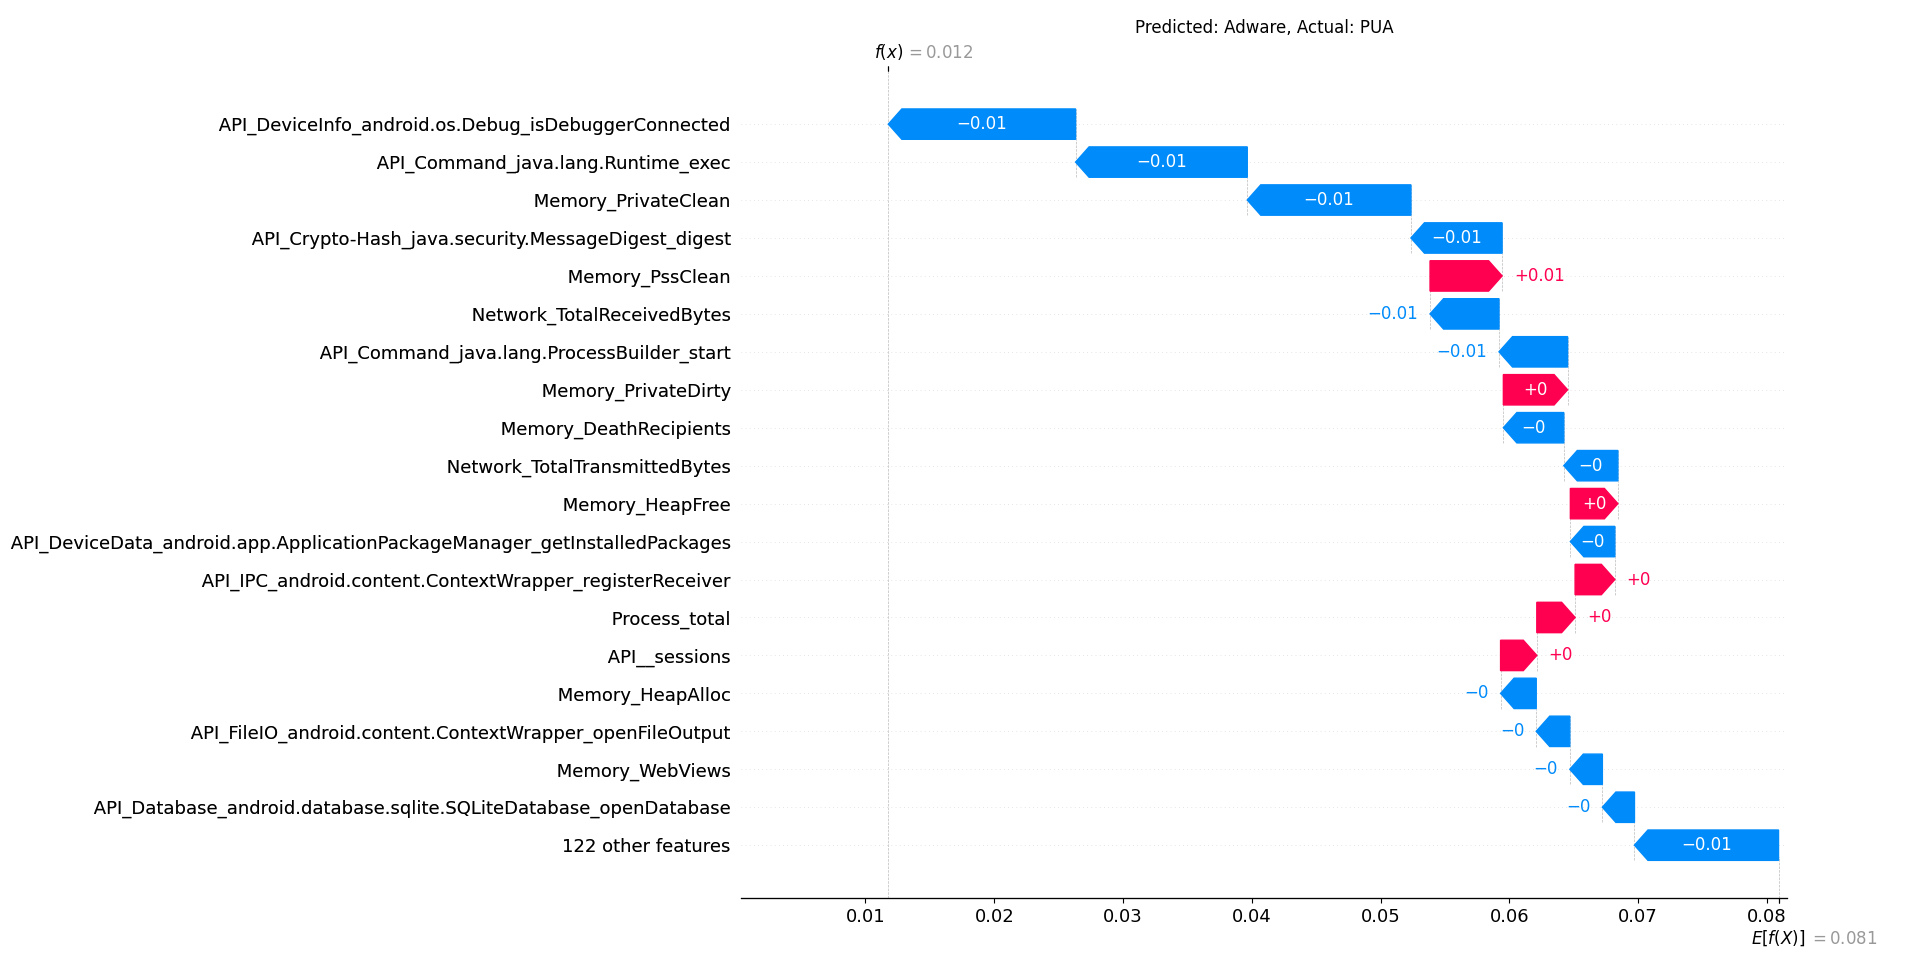 Predicted: Adware, Actual: PUA
f(x) = 0.012
API_DeviceInfo_android.os.Debug_isDebuggerConnected −0.01
API_Command_java.lang.Runtime_exec −0.01
Memory_PrivateClean −0.01
API_Crypto-Hash_java.security.MessageDigest_digest −0.01
Memory_PssClean +0.01
Network_TotalReceivedBytes −0.01
API_Command_java.lang.ProcessBuilder_start −0.01
Memory_PrivateDirty +0
Memory_DeathRecipients −0
Network_TotalTransmittedBytes −0
Memory_HeapFree +0
API_DeviceData_android.app.ApplicationPackageManager_getInstalledPackages −0
API_IPC_android.content.ContextWrapper_registerReceiver +0
Process_total +0
API__sessions +0
Memory_HeapAlloc −0
API_FileIO_android.content.ContextWrapper_openFileOutput −0
Memory_WebViews −0
API_Database_android.database.sqlite.SQLiteDatabase_openDatabase −0
122 other features −0.01
0.01 0.02 0.03 0.04 0.05 0.06 0.07 0.08
E[f(X)] = 0.081